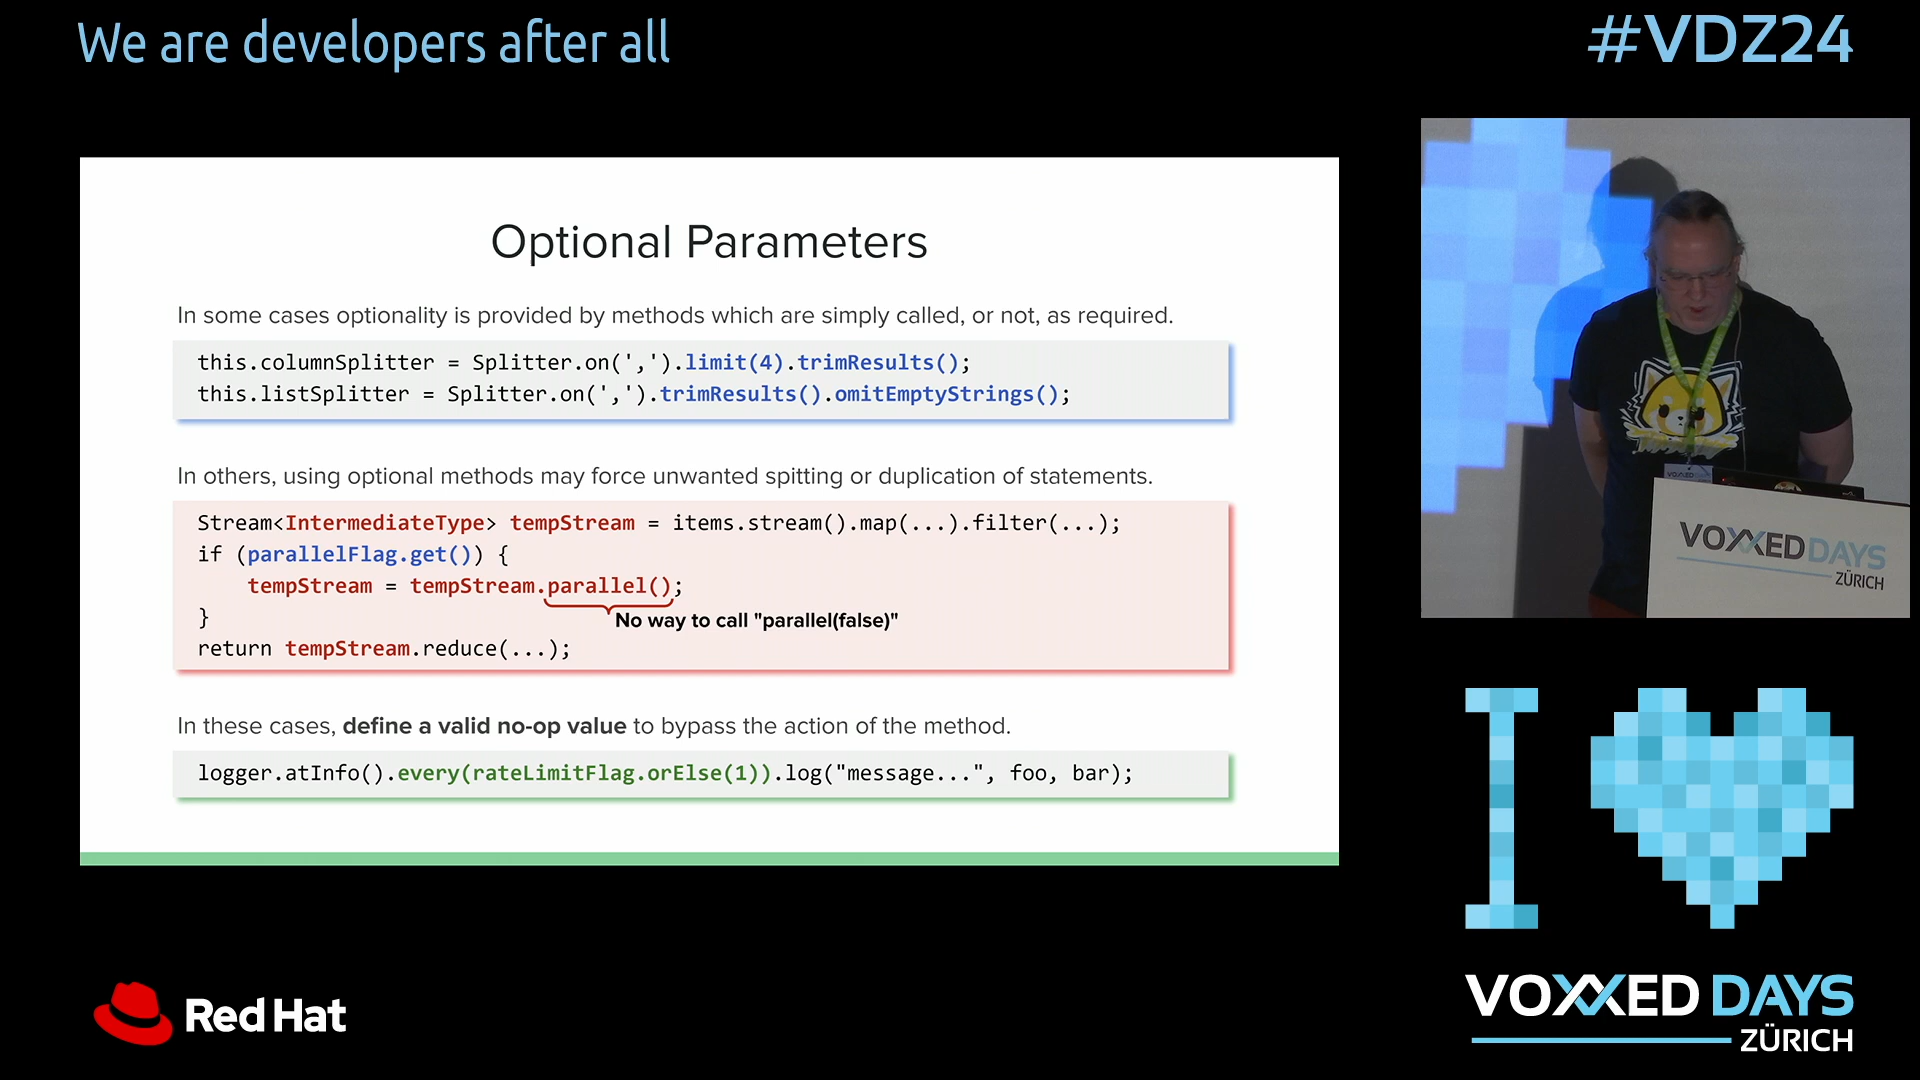 We are developers after all
#VDZ24
Optional Parameters
In some cases optionality is provided by methods which are simply called, or not, as required.
this.columnSplitter = Splitter.on(',').limit(4).trimResults();
this.listSplitter = Splitter.on(',').trimResults().omitEmptyStrings();
In others, using optional methods may force unwanted spitting or duplication of statements.
Stream<IntermediateType> tempStream = items.stream().map(...).filter(...);
if (parallelFlag.get()) {
tempStream = tempStream.parallel();
}
No way to call "parallel(false)"
return tempStream.reduce(...);
In these cases, define a valid no-op value to bypass the action of the method.
logger.atInfo().every(rateLimitFlag.orElse(1)).log("message...", foo, bar);
VOXXED DAYS
ZÜRICH
I
Red Hat
VOXXED DAYS
ZÜRICH